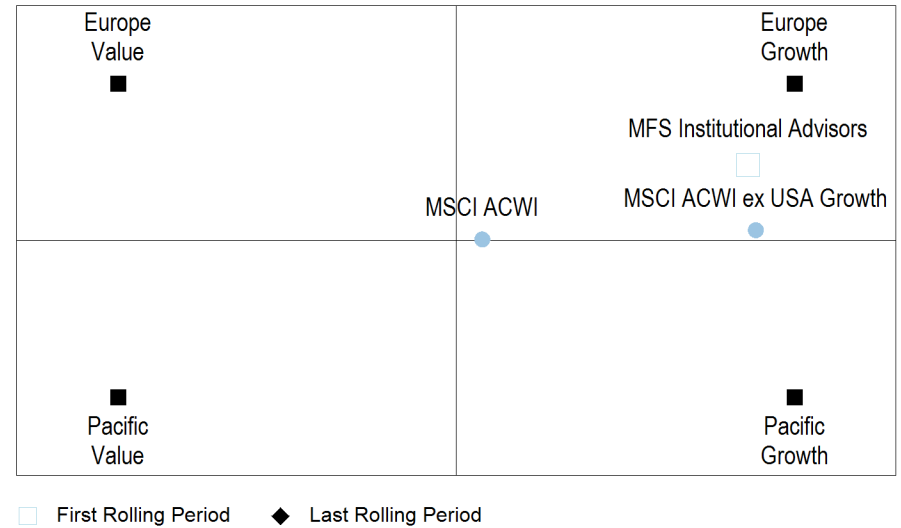 Europe
Value
Europe
Growth
MFS Institutional Advisors
MSCI ACWI ex USA Growth
MSCI ACWI
Pacific
Value
Pacific
Growth
First Rolling Period
Last Rolling Period